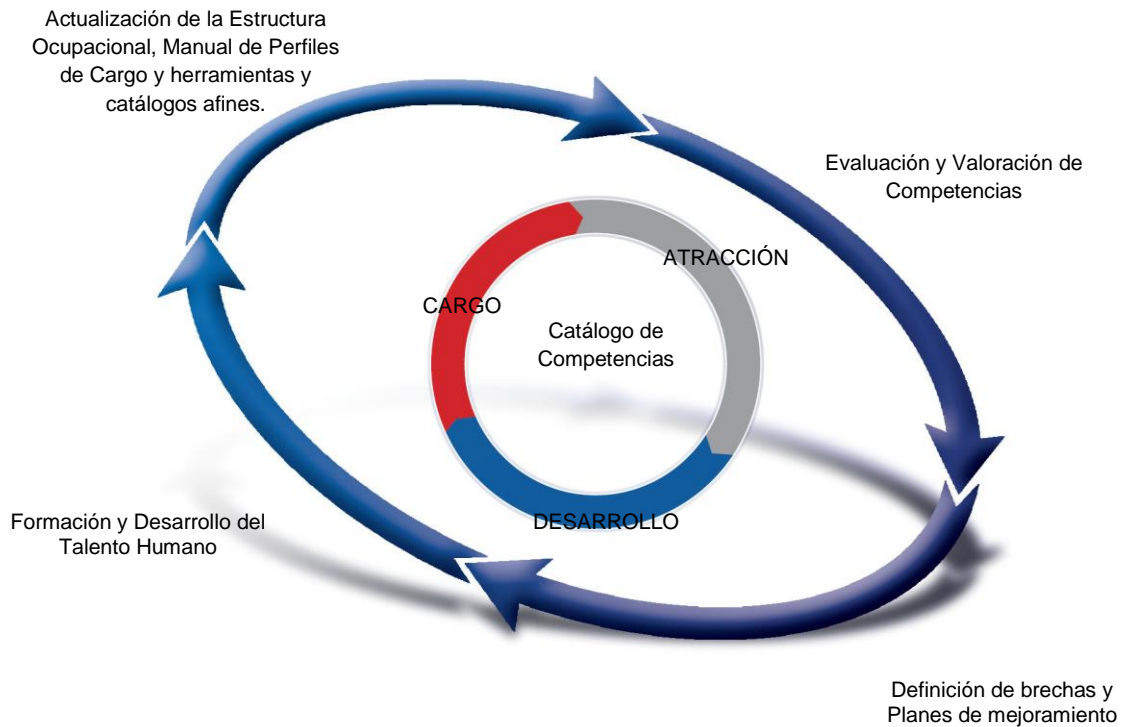 Actualización de la Estructura
Ocupacional, Manual de Perfiles
de Cargo y herramientas y
catálogos afines.
Evaluación y Valoración de
Competencias
ATRACCIÓN
CARGO
Catálogo de
Competencias
DESARROLLO
Formación y Desarrollo del
Talento Humano
Definición de brechas y
Planes de mejoramiento